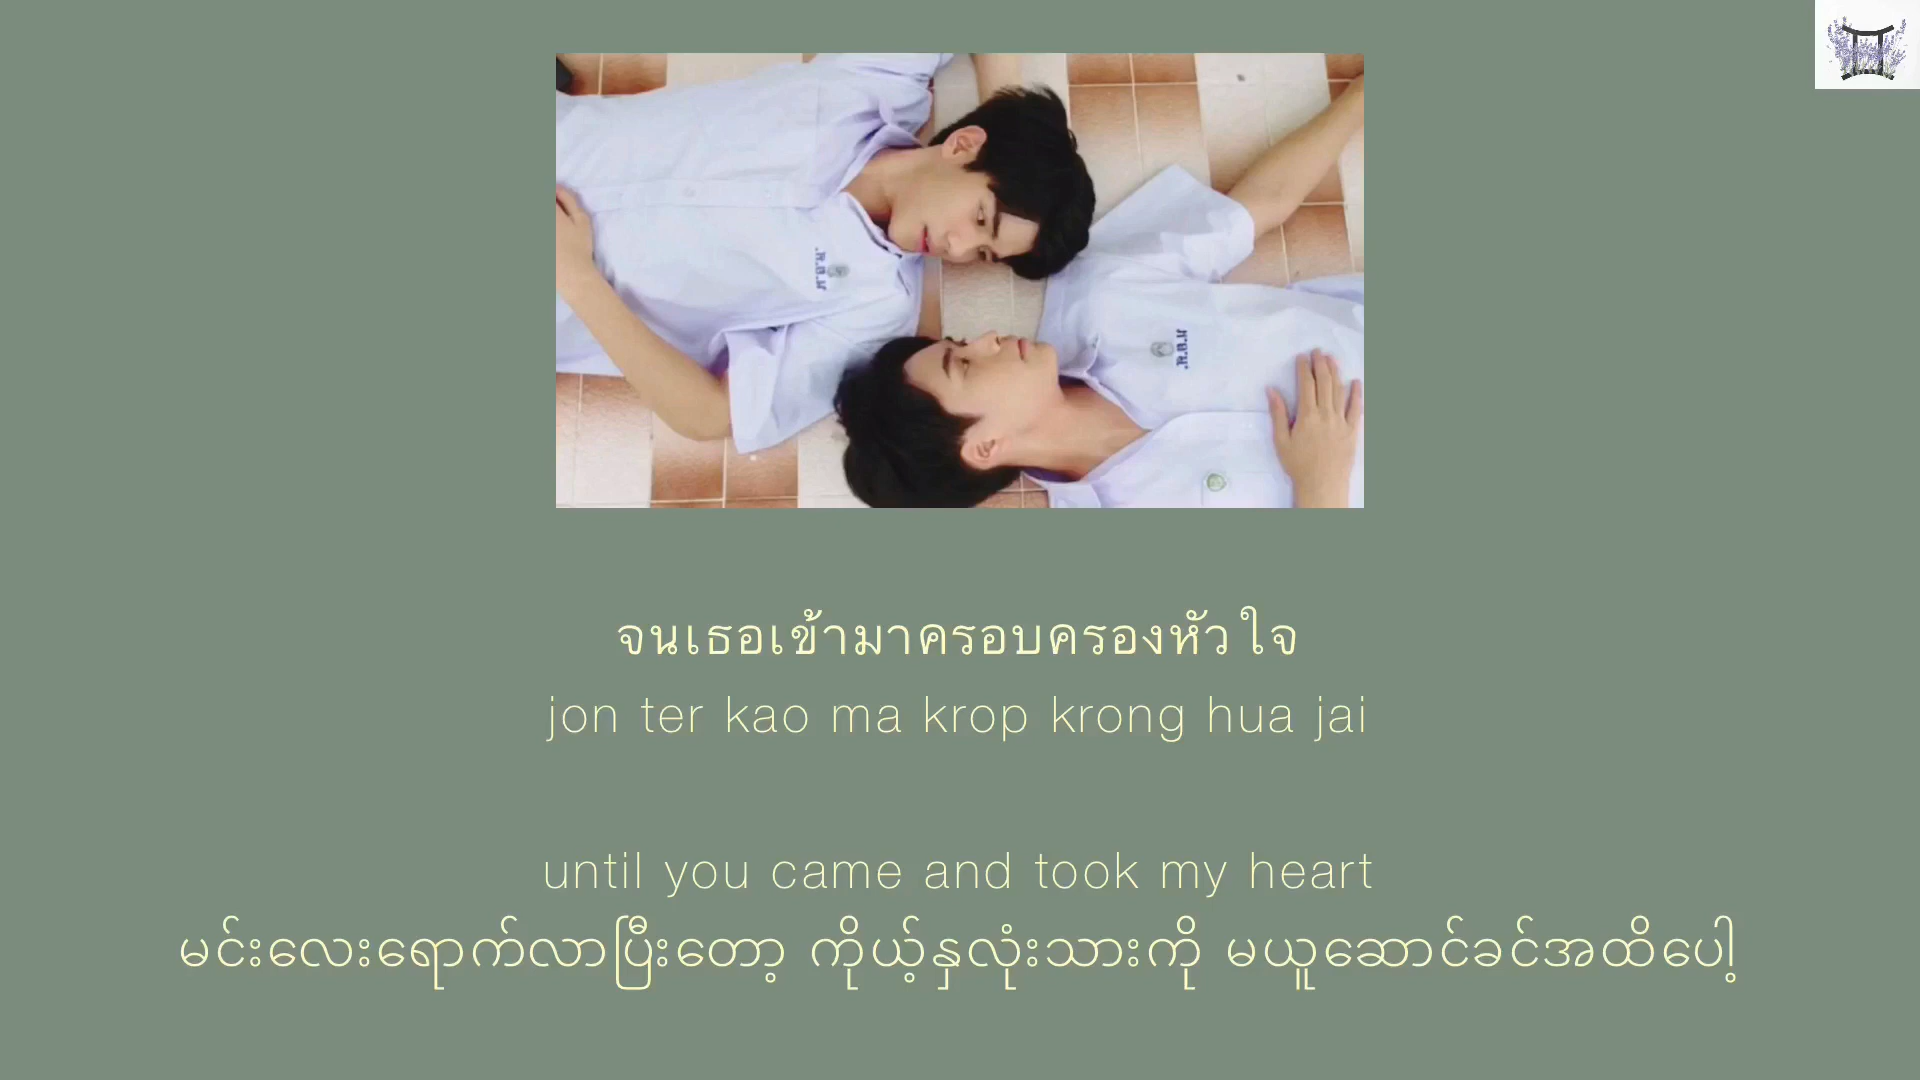 จนเธอเข้ามาครอบครองหัวใจ
jon ter kao ma krop krong hua jai
until you came and took my heart
မင်းလေးရောက်လာပြီးတော့ ကိုယ့်နှလုံးသားကို မယူဆောင်ခင်အထိပေါ့